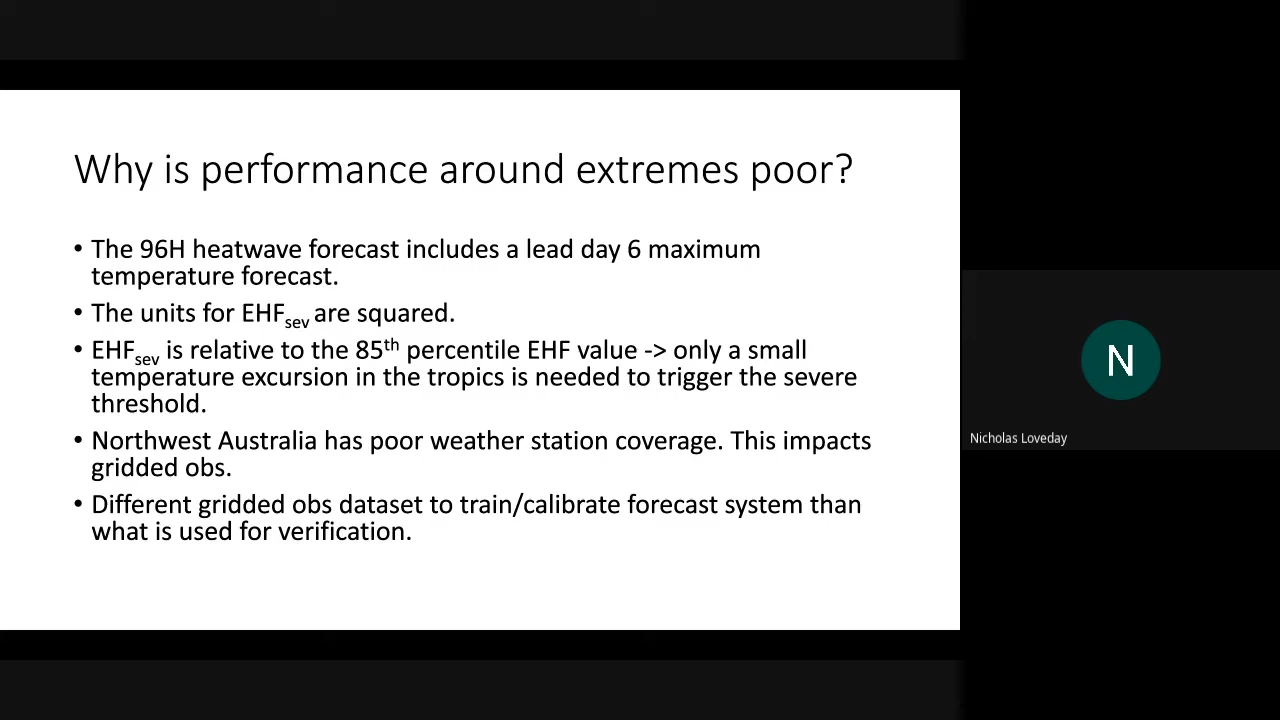 Why is performance around extremes poor?
• The 96H heatwave forecast includes a lead day 6 maximum
temperature forecast.
• The units for EHFsev are squared.
• EHFsev is relative to the 85th percentile EHF value -> only a small
temperature excursion in the tropics is needed to trigger the severe
threshold.
• Northwest Australia has poor weather station coverage. This impacts
gridded obs.
• Different gridded obs dataset to train/calibrate forecast system than
what is used for verification.
N
Nicholas Loveday